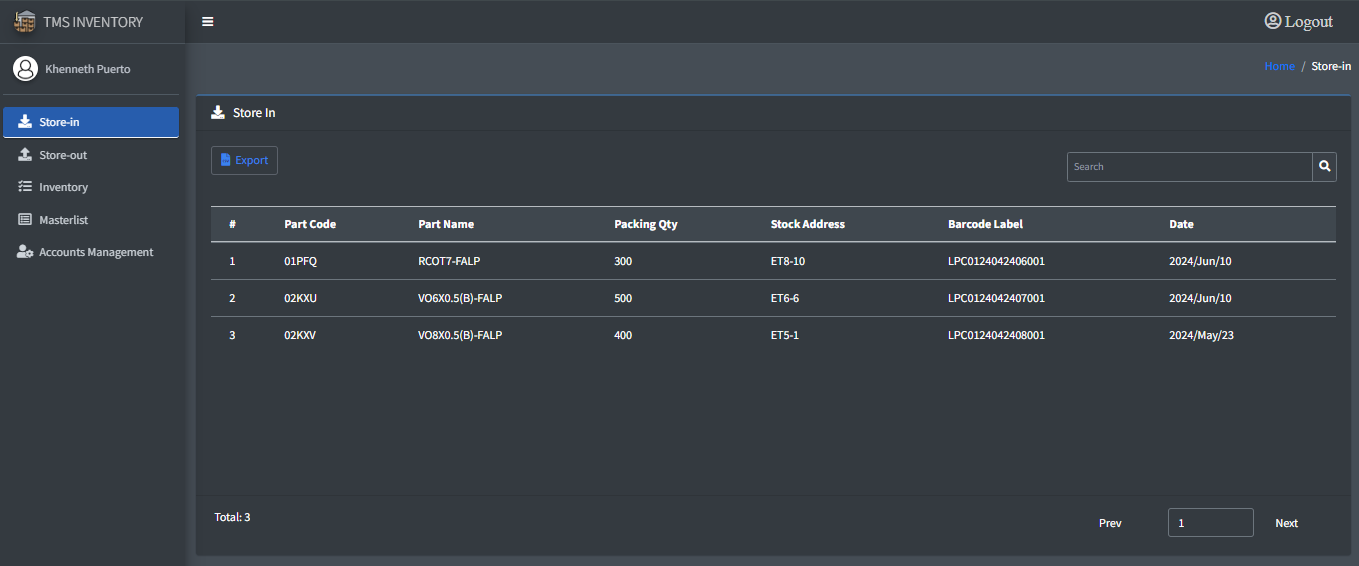 TMS INVENTORY
Logout
Khenneth Puerto
Home / Store-in
Store-in
Store-out
Inventory
Masterlist
Accounts Management
Store In
Export
Search
# Part Code Part Name Packing Qty Stock Address Barcode Label Date
1 01PFQ RCOT7-FALP 300 ET8-10 LPC0124042406001 2024/Jun/10
2 02KXU VO6X0.5(B)-FALP 500 ET6-6 LPC0124042407001 2024/Jun/10
3 02KXV VO8X0.5(B)-FALP 400 ET5-1 LPC0124042408001 2024/May/23
Total: 3
Prev 1 Next